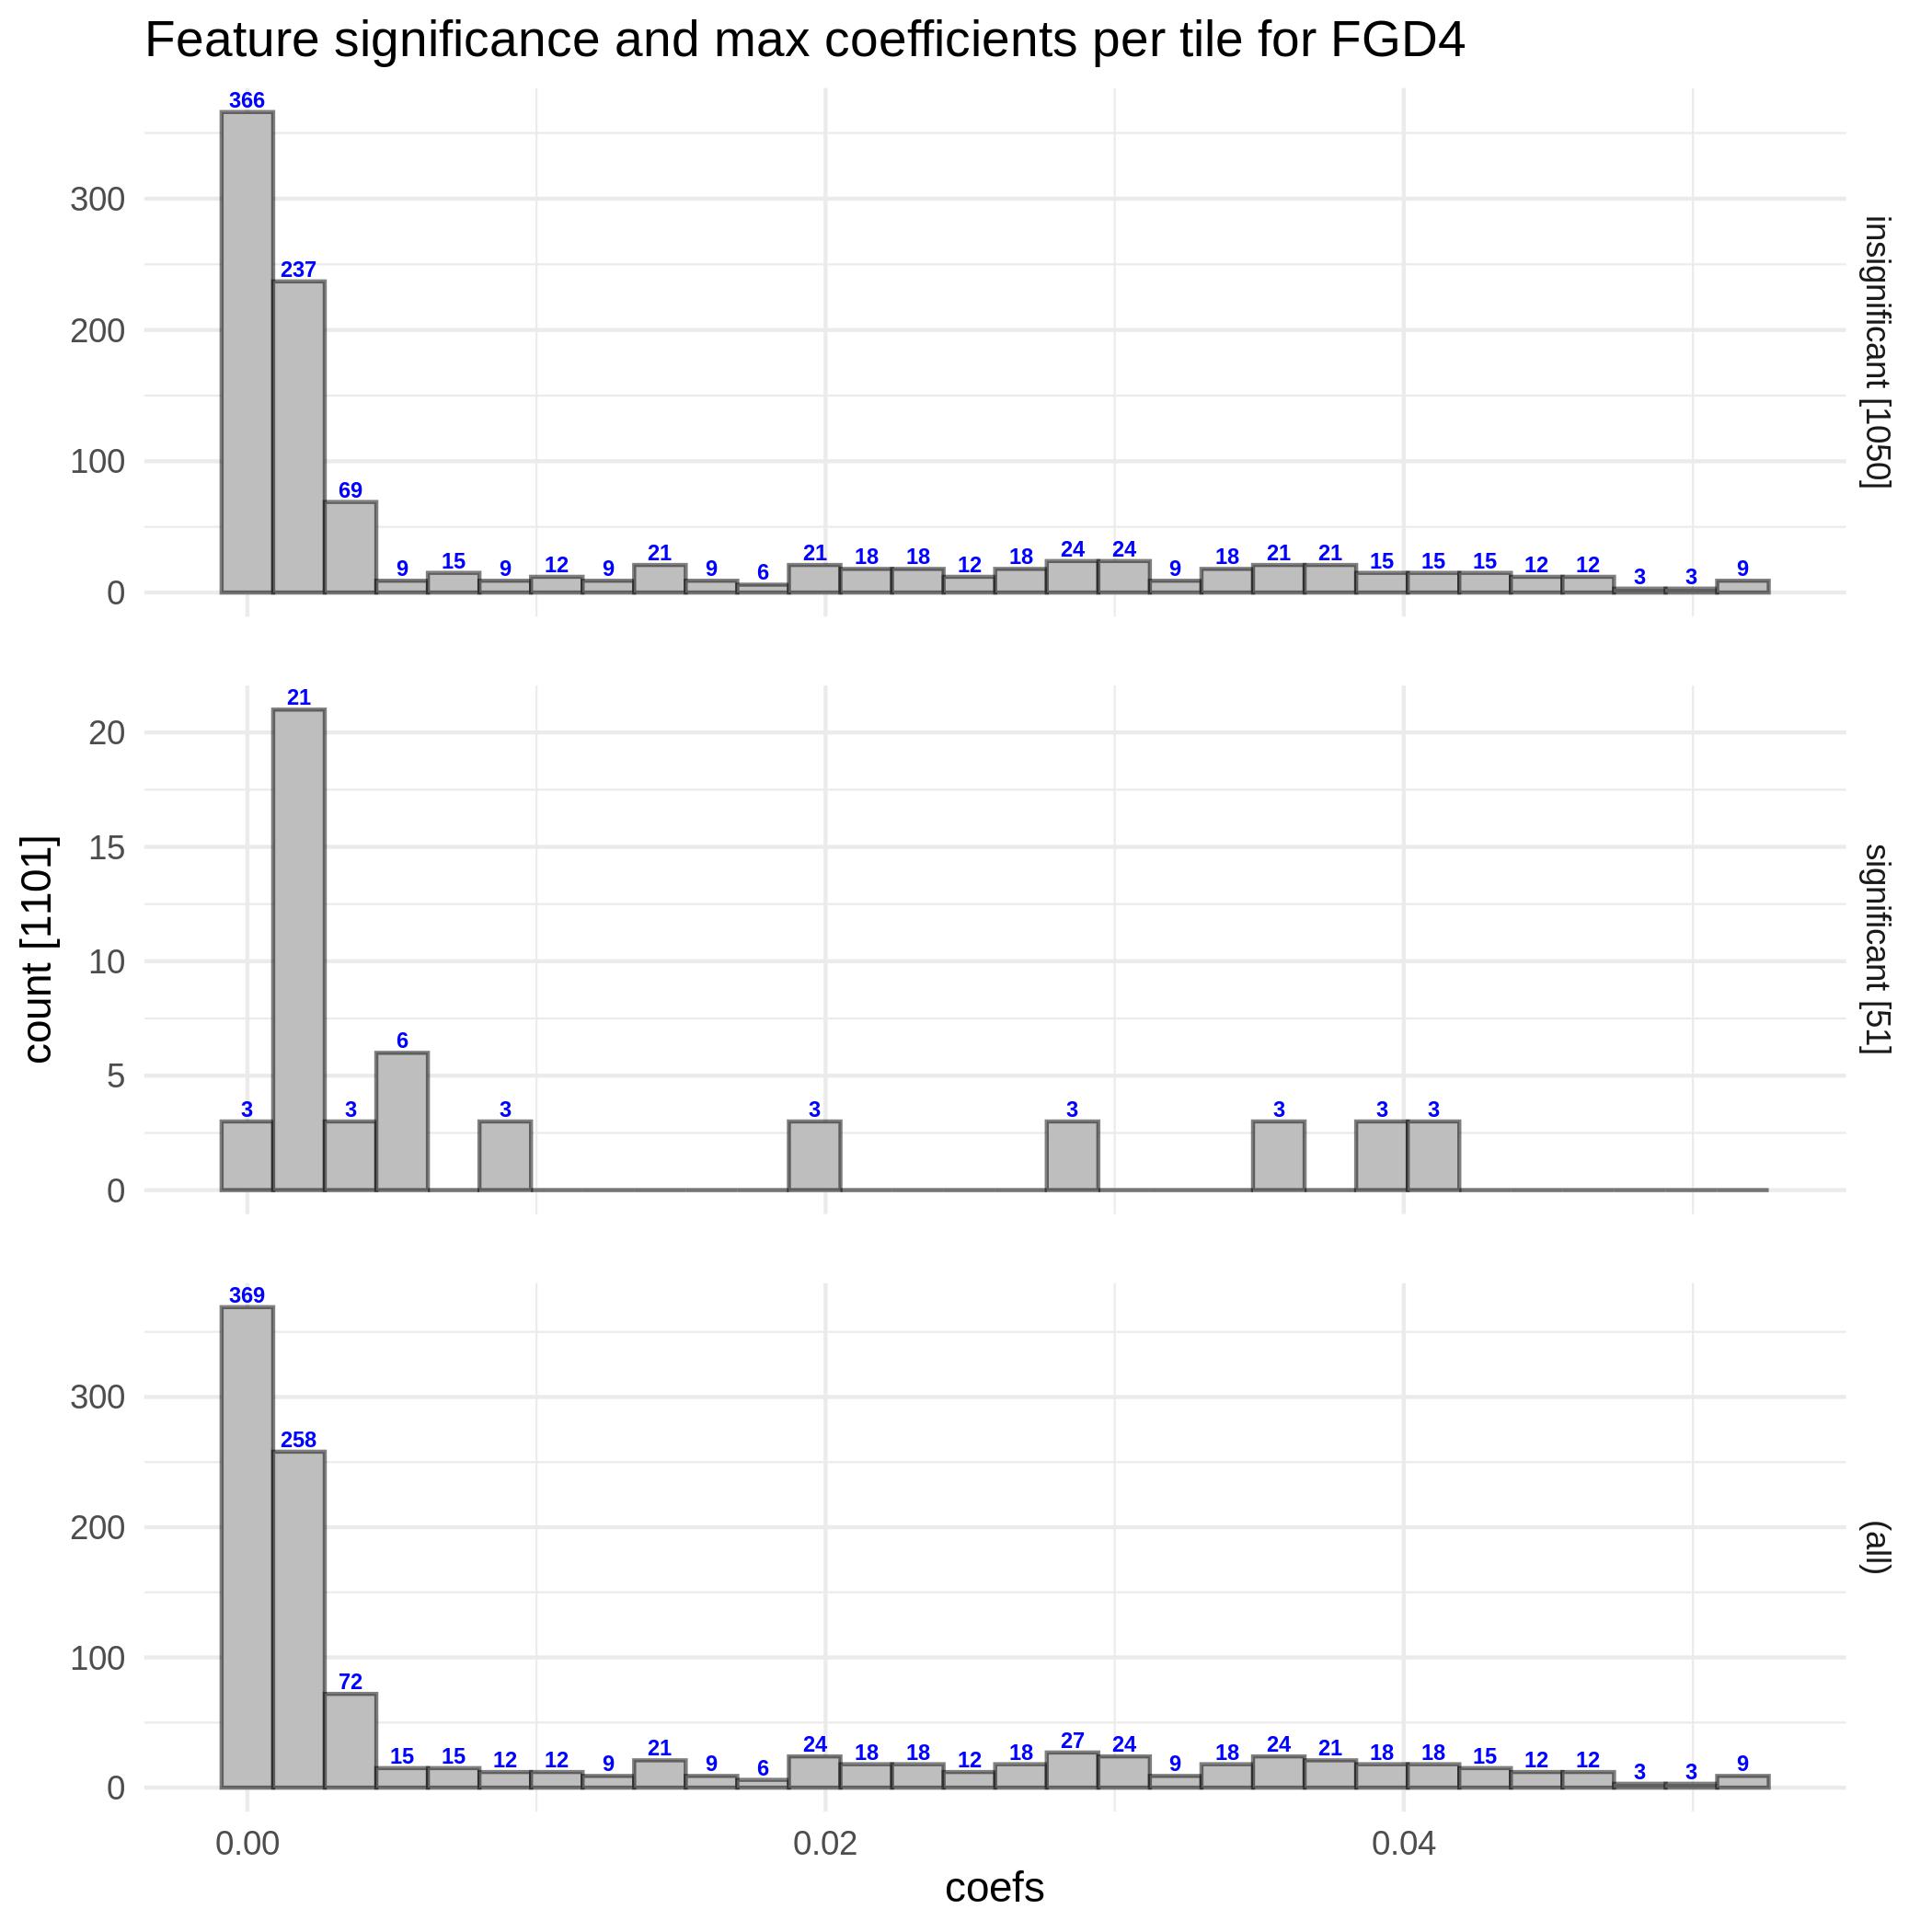 Feature significance and max coefficients per tile for FGD4
366
237
69
9 15 9 12 9 21 9 6 21 18 18 12 18 24 24 9 18 21 21 15 15 15 12 12 3 3 9
300
200
100
0
insignificant [1050]
21
3 3 6 3 3 3 3 3 3
20
15
10
5
0
significant [51]
count [1101]
369
258
72
15 15 12 12 9 21 9 6 24 18 18 12 18 27 24 9 18 24 21 18 18 15 12 12 3 3 9
300
200
100
0
(all)
0.00 0.02 0.04
coefs